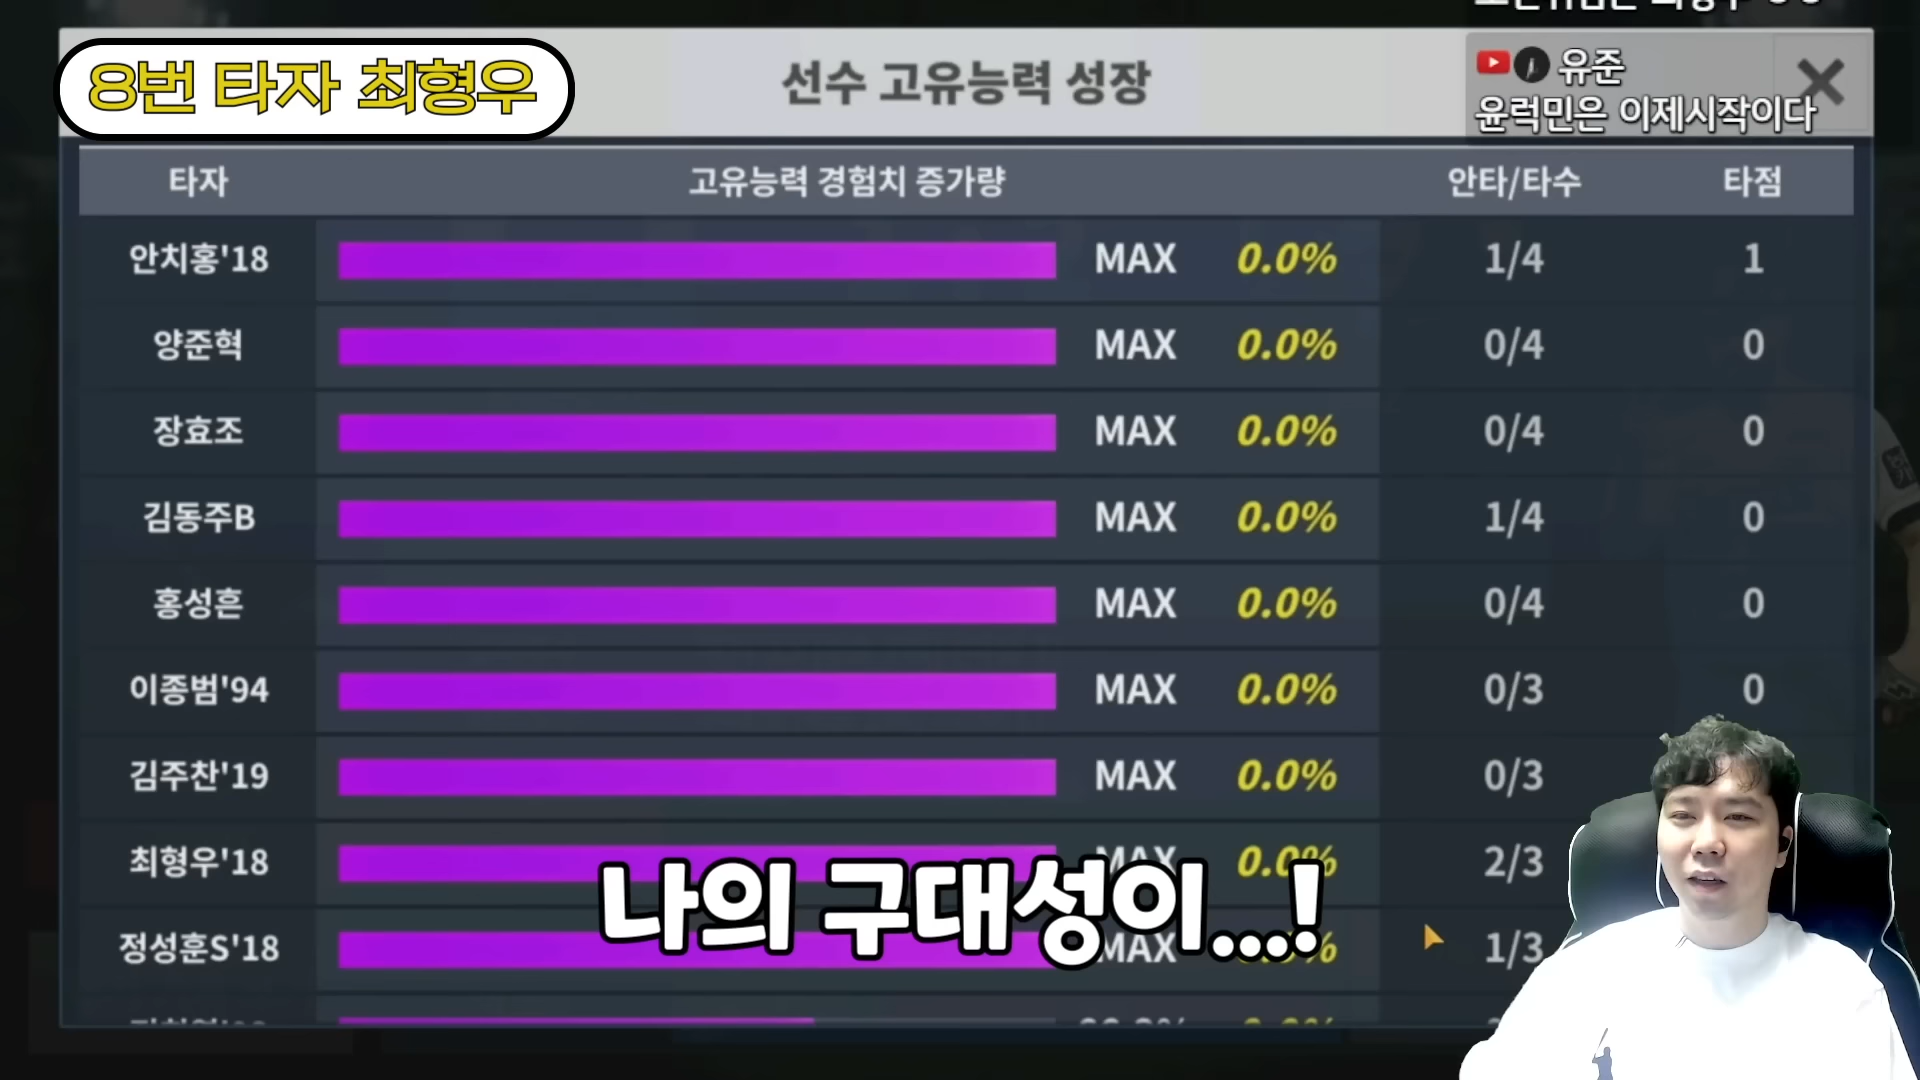 8번 타자 최형우
선수 고유능력 성장
유준
윤럭민은 이제시작이다
타자 고유능력 경험치 증가량 안타/타수 타점
안치홍'18 MAX 0.0% 1/4 1
양준혁 MAX 0.0% 0/4 0
장효조 MAX 0.0% 0/4 0
김동주B MAX 0.0% 1/4 0
홍성흔 MAX 0.0% 0/4 0
이종범'94 MAX 0.0% 0/3 0
김주찬'19 MAX 0.0% 0/3
최형우'18 MAX 0.0% 2/3
나의 구대성이...!
정성훈S'18 MAX 1/3